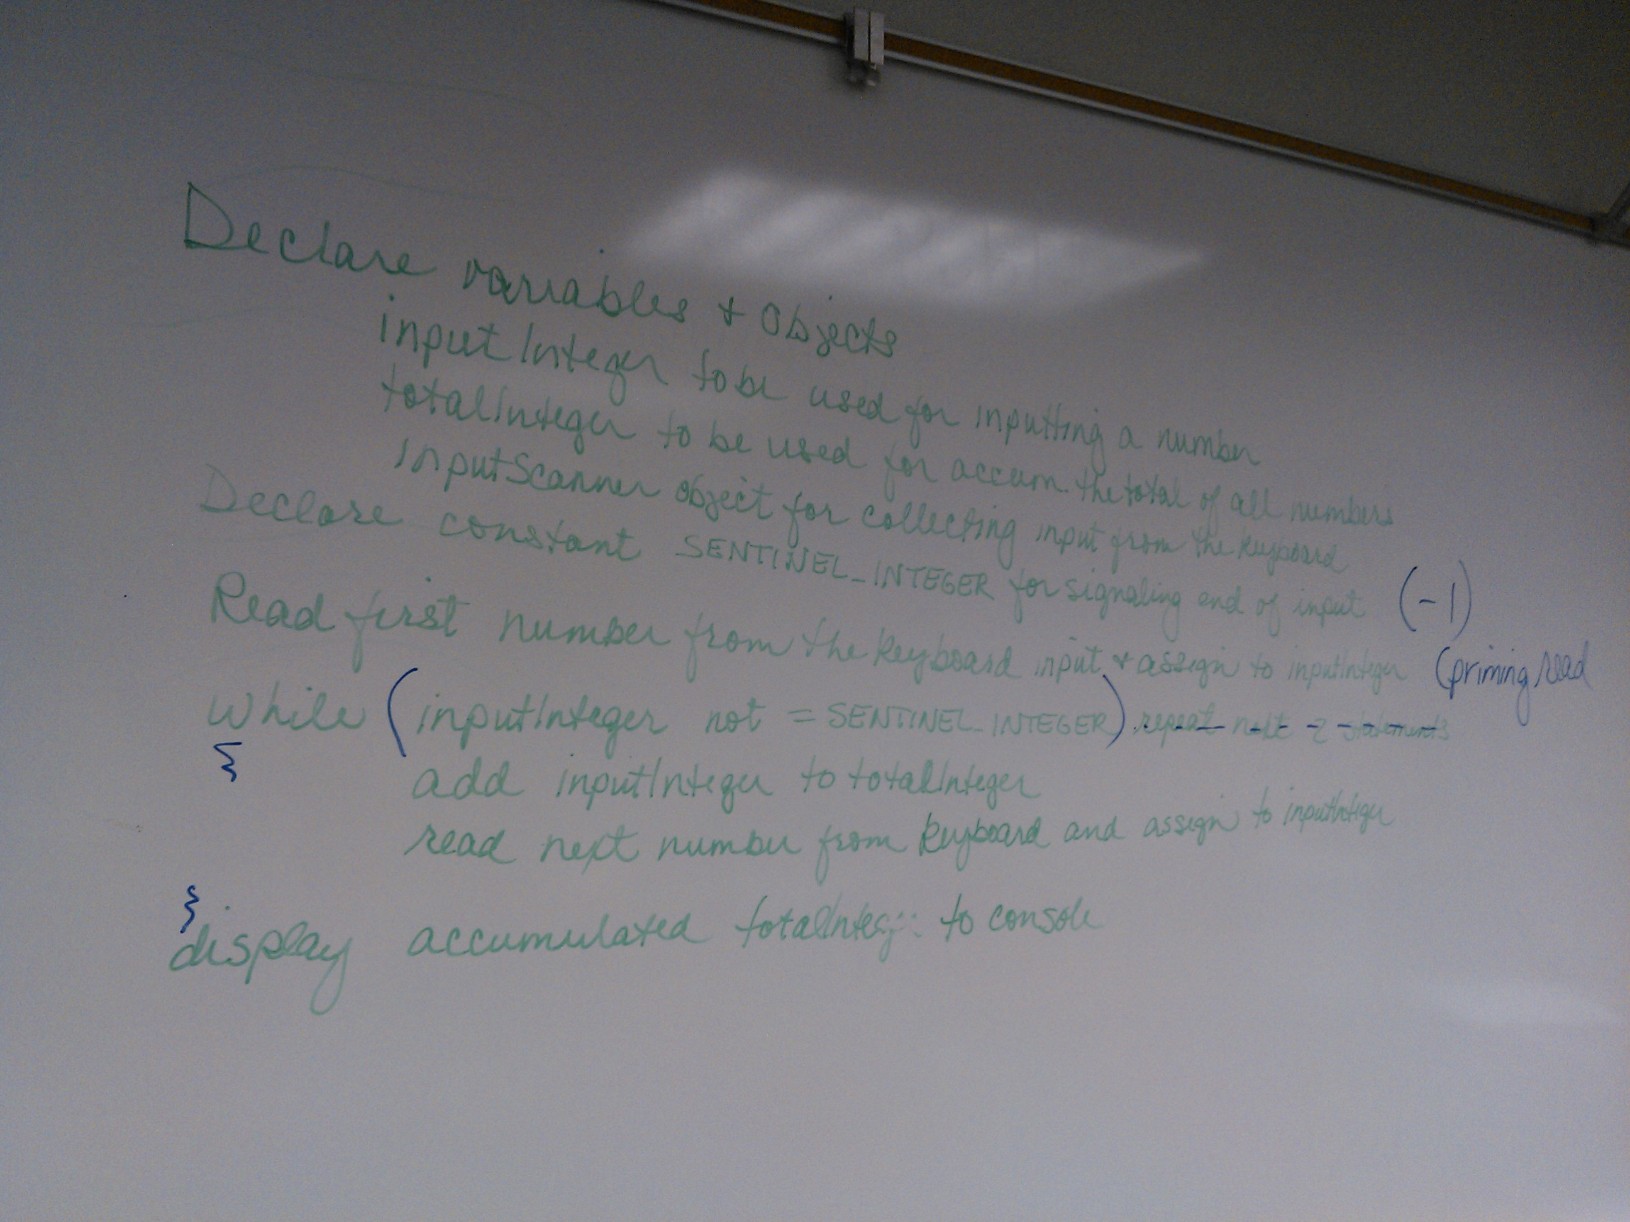 Declare variables + Objects
inputInteger to be used for inputting a number
totalInteger to be used for accum. the total of all numbers
inputScanner object for collecting input from the keyboard
Declare constant SENTINEL_INTEGER for signaling end of input (-1)
Read first number from the keyboard input + assign to inputInteger (priming read
While (inputInteger not = SENTINEL_INTEGER) repeat next 2 statements
{
add inputInteger to totalInteger
read next number from keyboard and assign to inputInteger
}
display accumulated totalInteg to console